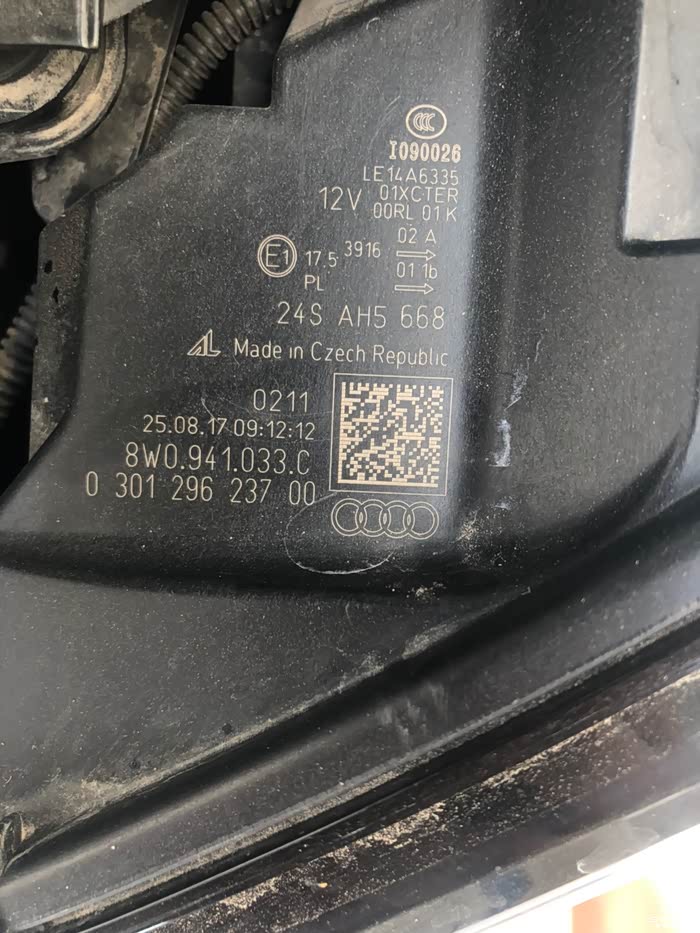 CCC
I090026
LE14A6335
12V 01XCTER
00RL 01K
E1 17.5 3916 02 A
PL 01 1b
24S AH5 668
AL Made in Czech Republic
0211
25.08.17 09:12:12
8W0.941.033.C
0 301 296 237 00